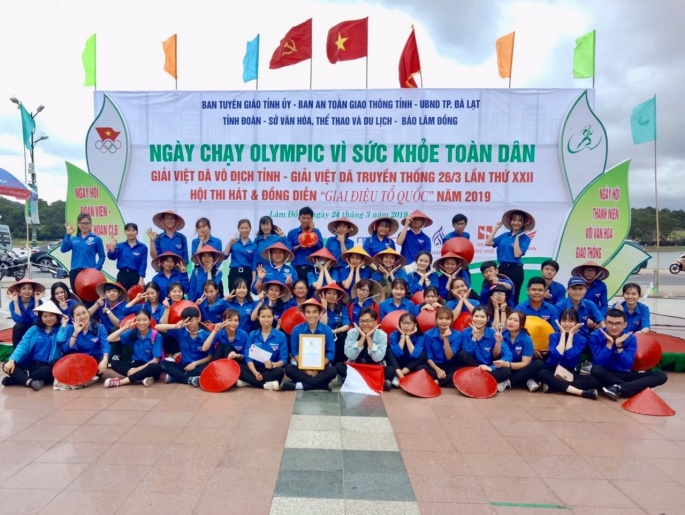 BAN TUYÊN GIÁO TỈNH ỦY - BAN AN TOÀN GIAO THÔNG TỈNH - UBND TP. ĐÀ LẠT
TỈNH ĐOÀN - SỞ VĂN HÓA, THỂ THAO VÀ DU LỊCH - BÁO LÂM ĐỒNG
NGÀY CHẠY OLYMPIC VÌ SỨC KHỎE TOÀN DÂN
GIẢI VIỆT DÃ VÔ ĐỊCH TỈNH - GIẢI VIỆT DÃ TRUYỀN THỐNG 26/3 LẦN THỨ XXII
HỘI THI HÁT & ĐỒNG DIỄN "GIAI ĐIỆU TỔ QUỐC" NĂM 2019
Lâm Đồng, ngày 24 tháng 3 năm 2019
NGÀY HỘI
ĐOÀN VIÊN -
ĐOÀN CLB
NGÀY HỘI
THANH NIÊN
VỚI VĂN HÓA
GIAO THÔNG